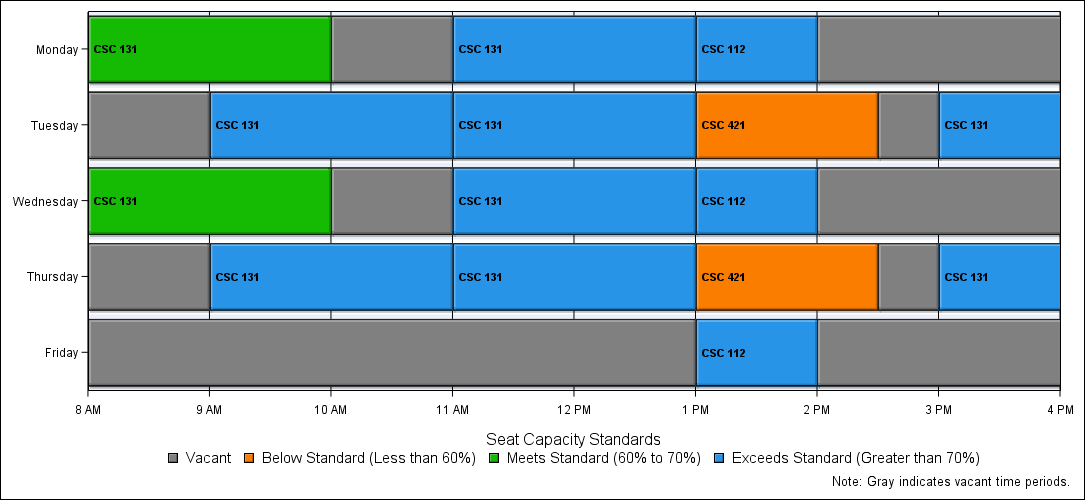 Monday CSC 131 CSC 131 CSC 112
Tuesday CSC 131 CSC 131 CSC 421 CSC 131
Wednesday CSC 131 CSC 131 CSC 112
Thursday CSC 131 CSC 131 CSC 421 CSC 131
Friday CSC 112
8 AM 9 AM 10 AM 11 AM 12 PM 1 PM 2 PM 3 PM 4 PM
Seat Capacity Standards
Vacant Below Standard (Less than 60%) Meets Standard (60% to 70%) Exceeds Standard (Greater than 70%)
Note: Gray indicates vacant time periods.